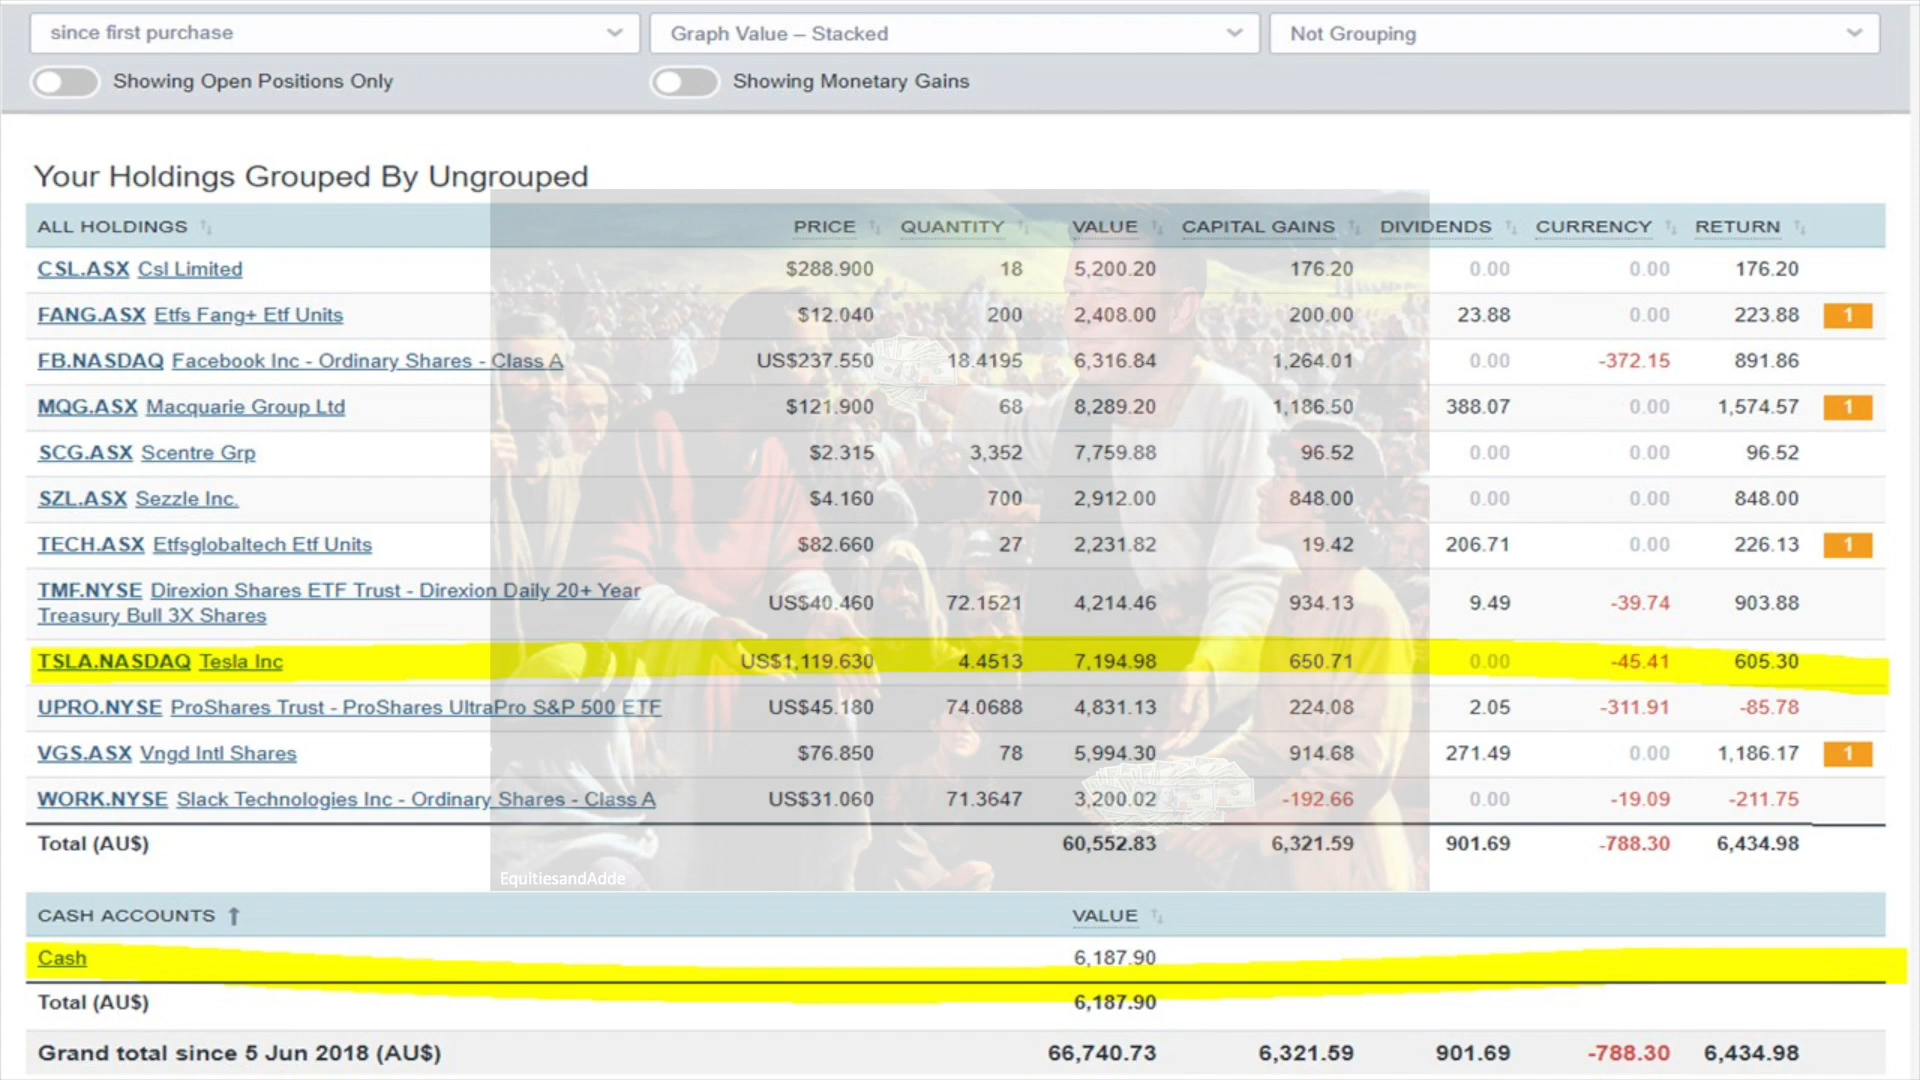 since first purchase Graph Value – Stacked Not Grouping
Showing Open Positions Only Showing Monetary Gains
Your Holdings Grouped By Ungrouped
ALL HOLDINGS PRICE QUANTITY VALUE CAPITAL GAINS DIVIDENDS CURRENCY RETURN
CSL.ASX Csl Limited $288.900 18 5,200.20 176.20 0.00 0.00 176.20
FANG.ASX Etfs Fang+ Etf Units $12.040 200 2,408.00 200.00 23.88 0.00 223.88 1
FB.NASDAQ Facebook Inc - Ordinary Shares - Class A US$237.550 18.4195 6,316.84 1,264.01 0.00 -372.15 891.86
MQG.ASX Macquarie Group Ltd $121.900 68 8,289.20 1,186.50 388.07 0.00 1,574.57 1
SCG.ASX Scentre Grp $2.315 3,352 7,759.88 96.52 0.00 0.00 96.52
SZL.ASX Sezzle Inc. $4.160 700 2,912.00 848.00 0.00 0.00 848.00
TECH.ASX Etfsglobaltech Etf Units $82.660 27 2,231.82 19.42 206.71 0.00 226.13 1
TMF.NYSE Direxion Shares ETF Trust - Direxion Daily 20+ Year
Treasury Bull 3X Shares US$40.460 72.1521 4,214.46 934.13 9.49 -39.74 903.88
TSLA.NASDAQ Tesla Inc US$1,119.630 4.4513 7,194.98 650.71 0.00 -45.41 605.30
UPRO.NYSE ProShares Trust - ProShares UltraPro S&P 500 ETF US$45.180 74.0688 4,831.13 224.08 2.05 -311.91 -85.78
VGS.ASX Vngd Intl Shares $76.850 78 5,994.30 914.68 271.49 0.00 1,186.17 1
WORK.NYSE Slack Technologies Inc - Ordinary Shares - Class A US$31.060 71.3647 3,200.02 -192.66 0.00 -19.09 -211.75
Total (AU$) 60,552.83 6,321.59 901.69 -788.30 6,434.98
EquitiesandAdde
CASH ACCOUNTS VALUE
Cash 6,187.90
Total (AU$) 6,187.90
Grand total since 5 Jun 2018 (AU$) 66,740.73 6,321.59 901.69 -788.30 6,434.98